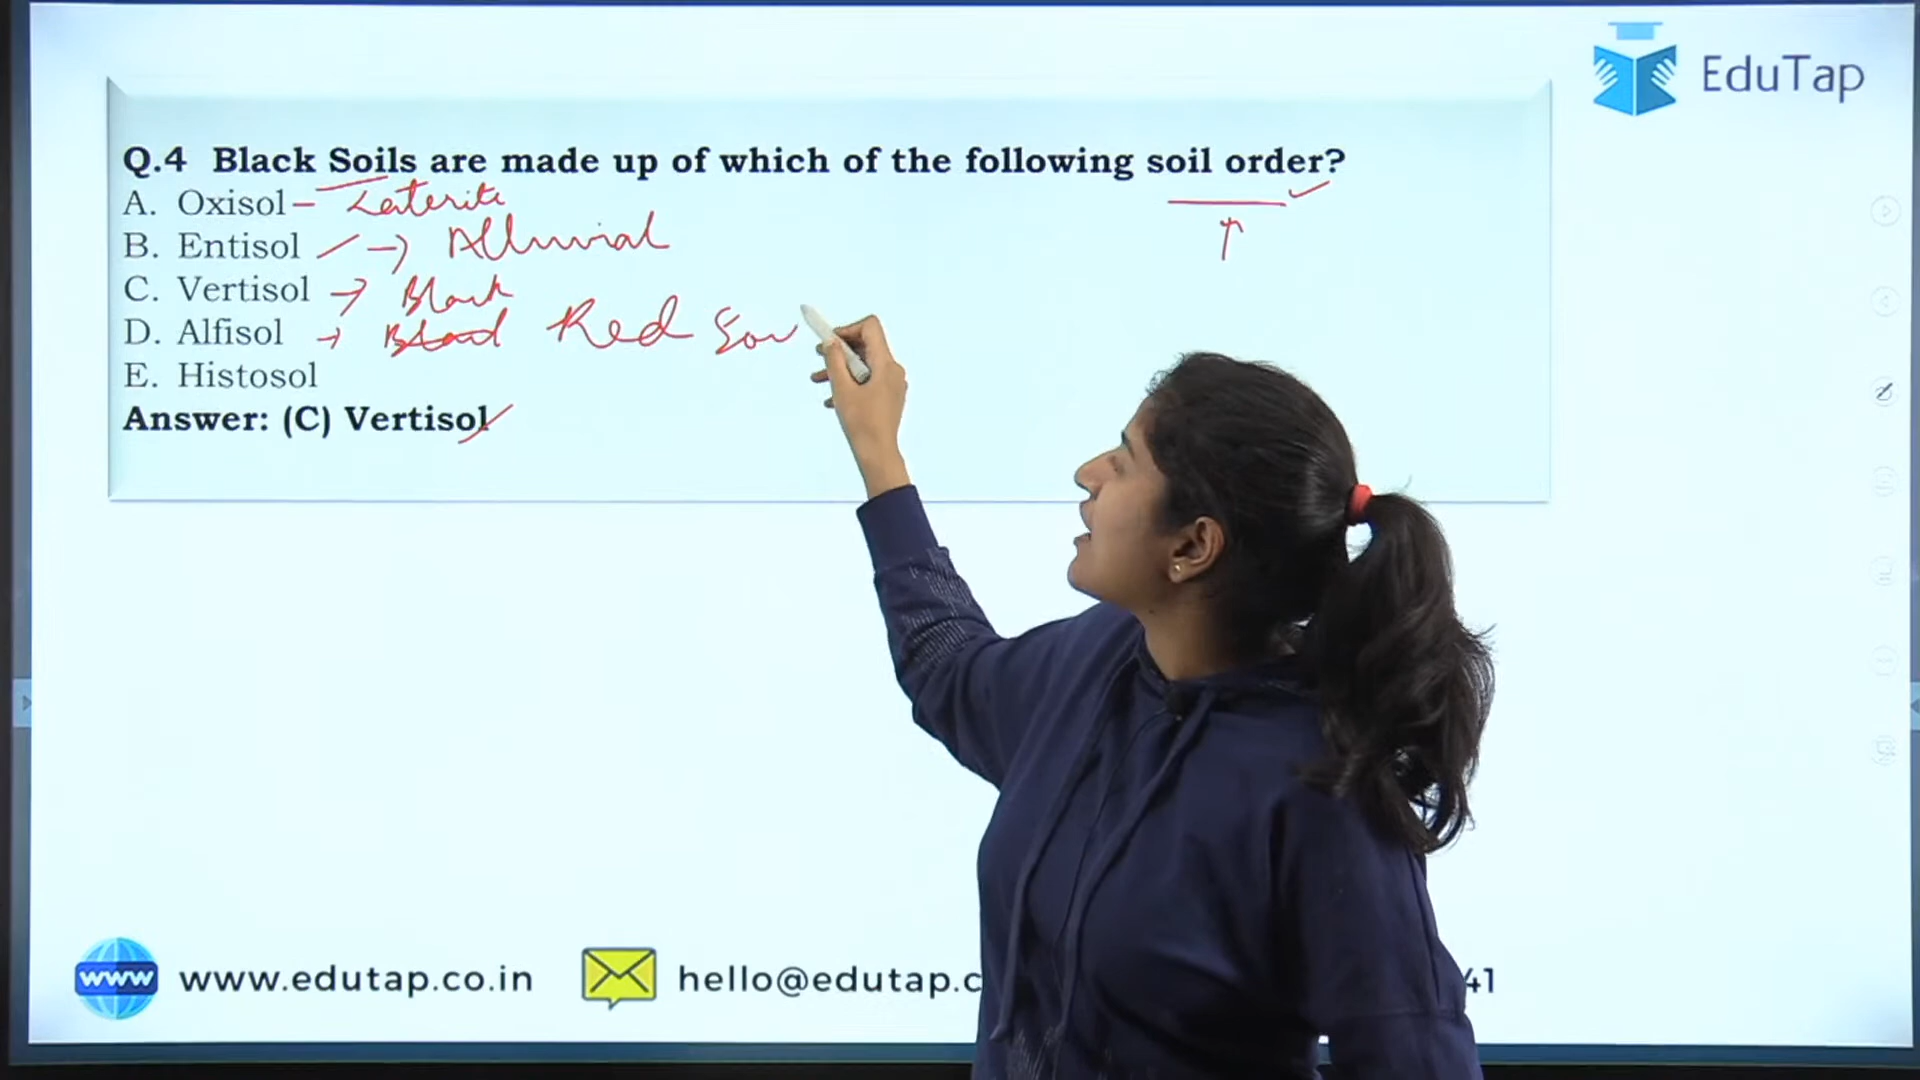 EduTap
Q.4 Black Soils are made up of which of the following soil order?
A. Oxisol – Laterite
B. Entisol → Alluvial
C. Vertisol → Black
D. Alfisol → Red
E. Histosol
Answer: (C) Vertisol
www www.edutap.co.in hello@edutap.c 41